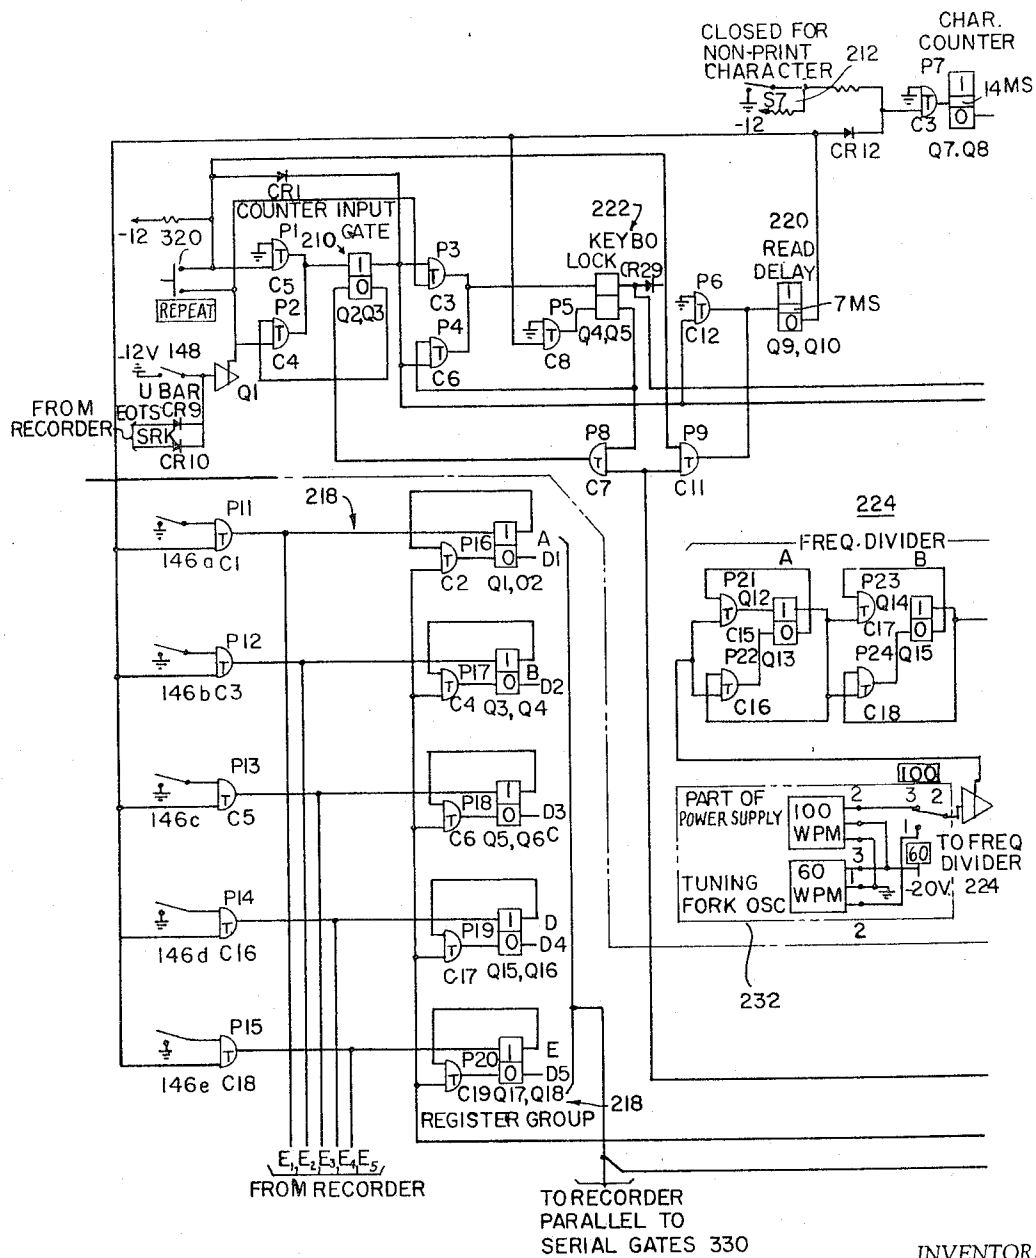 CHAR.
COUNTER
CLOSED FOR
NON-PRINT
CHARACTER
212
P7
1
0
T
14MS
S7
-12
CR12
C3
Q7.Q8
CR1
COUNTER INPUT
GATE
222
KEYBO
LOCK
CR29
220
READ
DELAY
-12
320
REPEAT
P1
210
T
C5
P2
T
C4
1
0
Q2,Q3
P3
T
C3
P4
T
C6
P5
T
C8
Q4,Q5
P6
T
C12
1
0
7MS
Q9,Q10
-12V 148
U BAR
Q1
FROM
RECORDER
EOTS
CR9
SRK
CR10
P8
T
C7
P9
T
C11
218
P11
T
146a C1
P16
T
C2
1
0
A
D1
Q1,O2
P12
T
146b C3
P17
T
C4
1
0
B
D2
Q3,Q4
P13
T
146c C5
P18
T
C6
1
0
D3
Q5,Q6 C
P14
T
146d C16
P19
T
C17
1
0
D
D4
Q15,Q16
P15
T
146e C18
P20
T
C19
1
0
E
D5
Q17,Q18
REGISTER GROUP
218
224
FREQ. DIVIDER
A
B
P21
Q12
T
C15
1
0
P22
Q13
T
C16
P23
Q14
T
C17
1
0
P24
Q15
T
C18
100
PART OF
POWER SUPPLY
100
WPM
2
3
2
1
60
TO FREQ
DIVIDER
224
3
1
-20V
TUNING
FORK OSC
60
WPM
2
232
E1,E2,E3,E4,E5
FROM RECORDER
TO RECORDER
PARALLEL TO
SERIAL GATES 330
INVENTOR